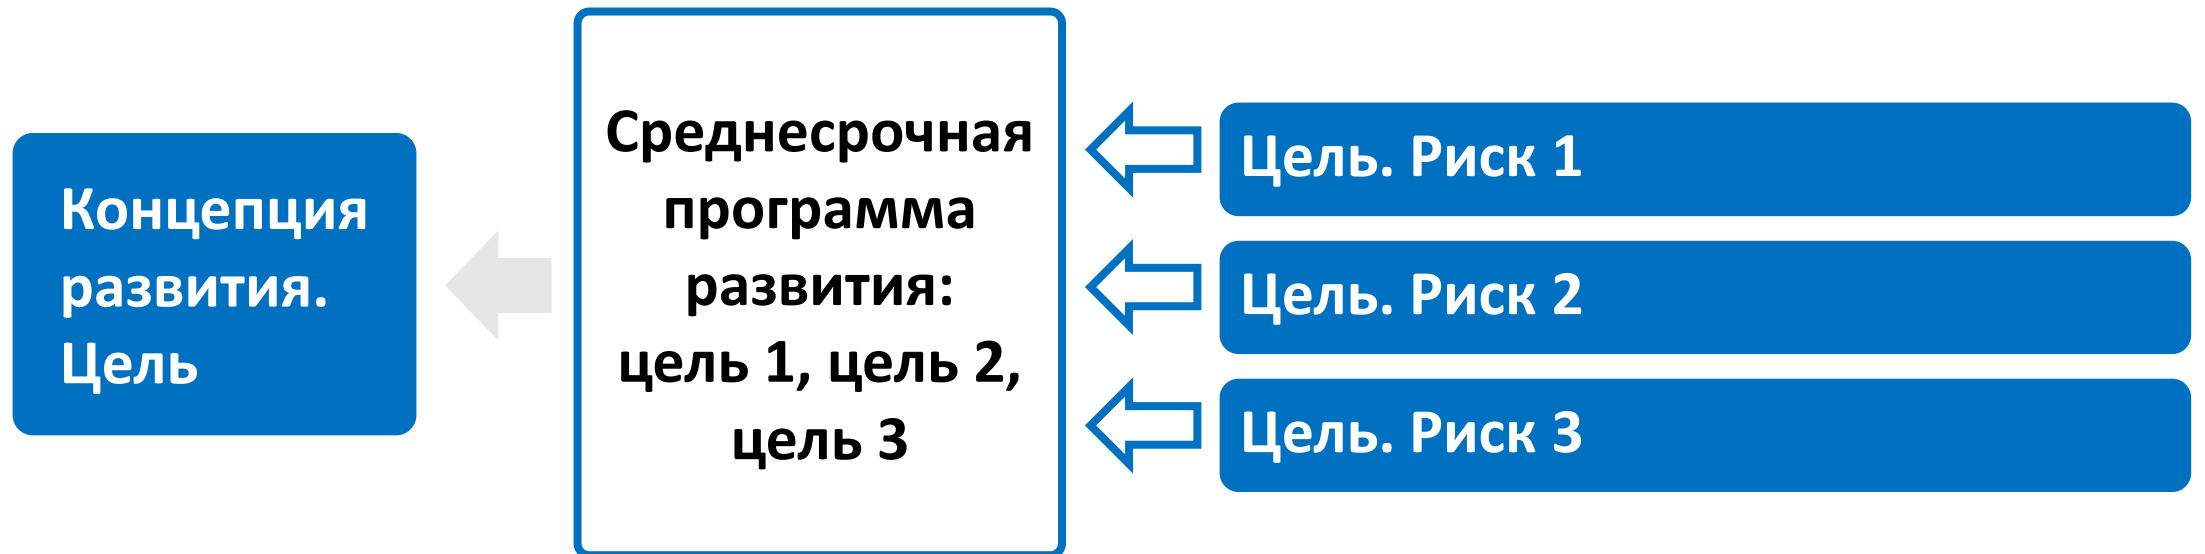 Концепция
развития.
Цель
Среднесрочная
программа
развития:
цель 1, цель 2,
цель 3
Цель. Риск 1
Цель. Риск 2
Цель. Риск 3